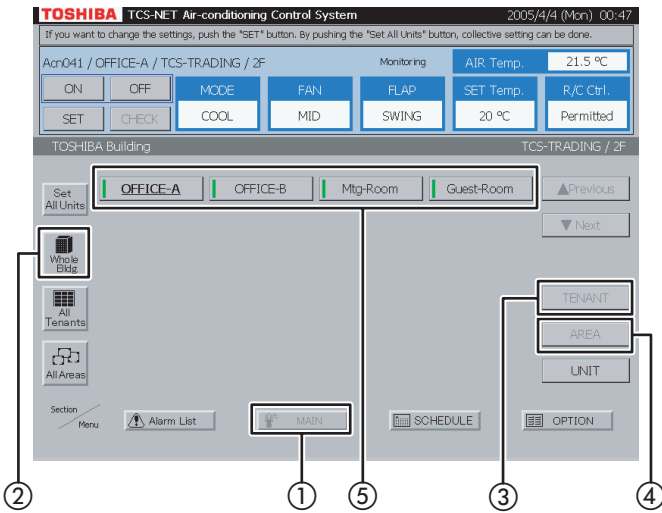 TOSHIBA TCS-NET Air-conditioning Control System 2005/4/4 (Mon) 00:47
If you want to change the settings, push the "SET" button. By pushing the "Set All Units" button, collective setting can be done.
Acn041 / OFFICE-A / TCS-TRADING / 2F Monitoring AIR Temp. 21.5 °C
ON OFF MODE FAN FLAP SET Temp. R/C Ctrl.
SET CHECK COOL MID SWING 20 °C Permitted
TOSHIBA Building TCS-TRADING / 2F
Set All Units
OFFICE-A OFFICE-B Mtg-Room Guest-Room ▲Previous
▼ Next
② Whole Bldg.
③ TENANT
All Tenants
AREA ④
All Areas
UNIT
Section / Menu
Alarm List MAIN SCHEDULE OPTION
① ⑤